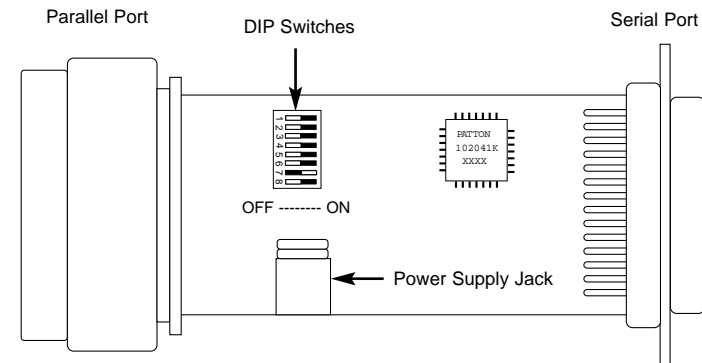 Parallel Port
DIP Switches
Serial Port
1
2
3
4
5
6
7
8
PATTON
102041K
XXXX
OFF -------- ON
Power Supply Jack